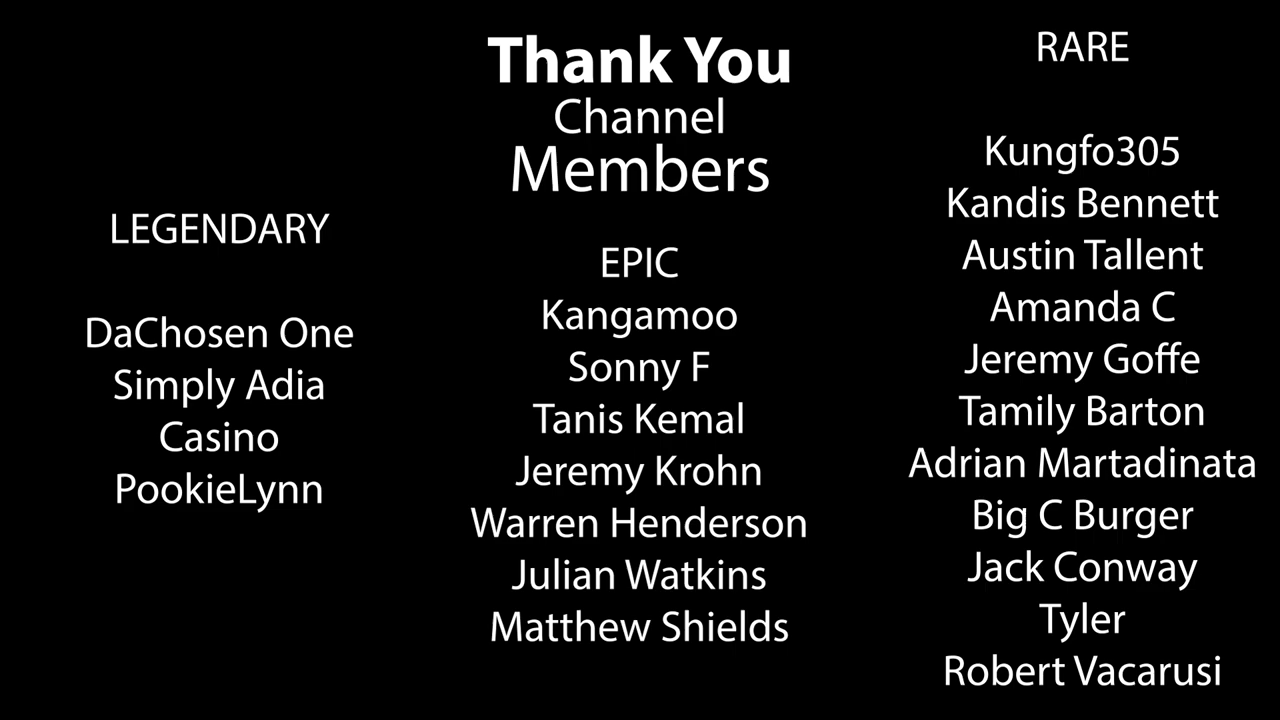 Thank You
Channel
Members
LEGENDARY
DaChosen One
Simply Adia
Casino
PookieLynn
EPIC
Kangamoo
Sonny F
Tanis Kemal
Jeremy Krohn
Warren Henderson
Julian Watkins
Matthew Shields
RARE
Kungfo305
Kandis Bennett
Austin Tallent
Amanda C
Jeremy Goffe
Tamily Barton
Adrian Martadinata
Big C Burger
Jack Conway
Tyler
Robert Vacarusi